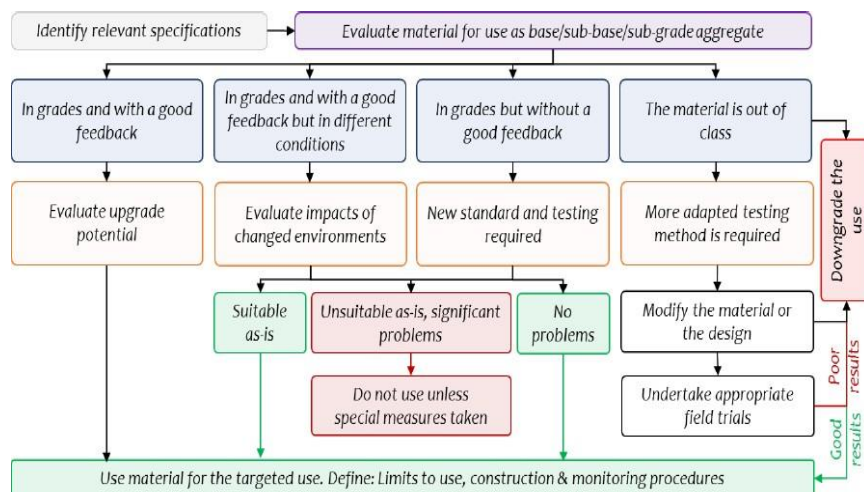 Identify relevant specifications
Evaluate material for use as base/sub-base/sub-grade aggregate
In grades and with a good
feedback
In grades and with a good
feedback but in different
conditions
In grades but without a
good feedback
The material is out of
class
Downgrade the
use
Evaluate upgrade
potential
Evaluate impacts of
changed environments
New standard and testing
required
More adapted testing
method is required
Suitable
as-is
Unsuitable as-is, significant
problems
No
problems
Modify the material or
the design
Do not use unless
special measures taken
Undertake appropriate
field trials
Poor
results
Good
results
Use material for the targeted use. Define: Limits to use, construction & monitoring procedures